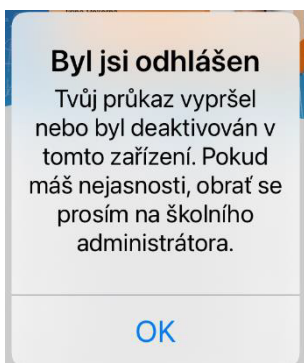 Byl jsi odhlášen
Tvůj průkaz vypršel
nebo byl deaktivován v
tomto zařízení. Pokud
máš nejasnosti, obrať se
prosím na školního
administrátora.
OK